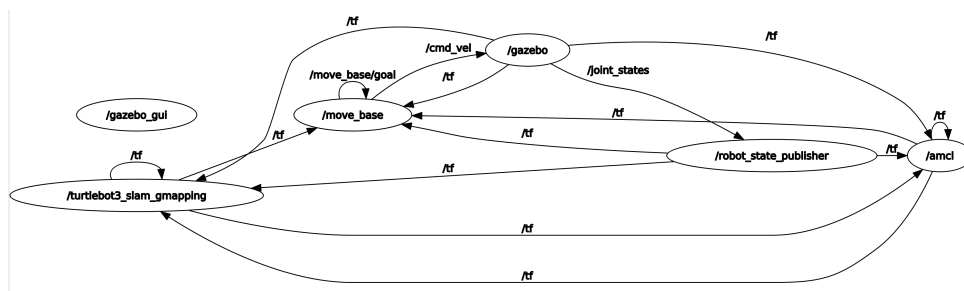 /tf
/tf
/cmd_vel
/gazebo
/joint_states
/move_base/goal
/tf
/gazebo_gui
/move_base
/tf
/tf
/tf
/tf
/tf
/robot_state_publisher
/tf
/amcl
/tf
/turtlebot3_slam_gmapping
/tf
/tf